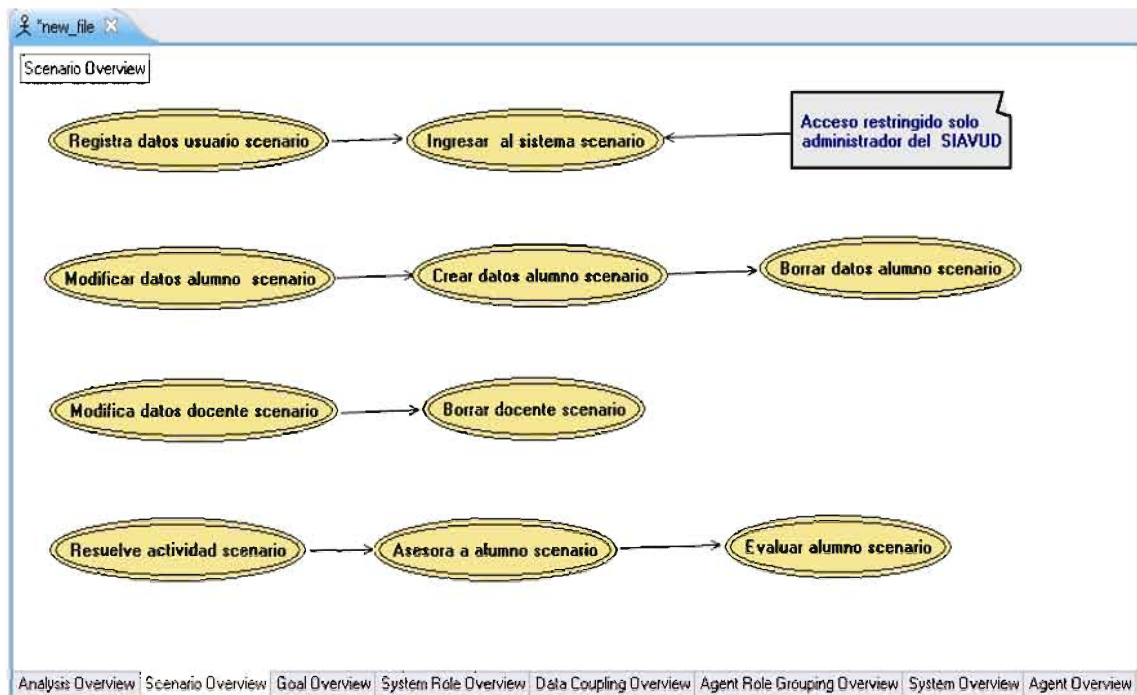 *new_file
Scenario Overview
Registra datos usuario scenario
Ingresar al sistema scenario
Acceso restringido solo
administrador del SIAVUD
Modificar datos alumno scenario
Crear datos alumno scenario
Borrar datos alumno scenario
Modifica datos docente scenario
Borrar docente scenario
Resuelve actividad scenario
Asesora a alumno scenario
Evaluar alumno scenario
Analysis Overview Scenario Overview Goal Overview System Role Overview Data Coupling Overview Agent Role Grouping Overview System Overview Agent Overview